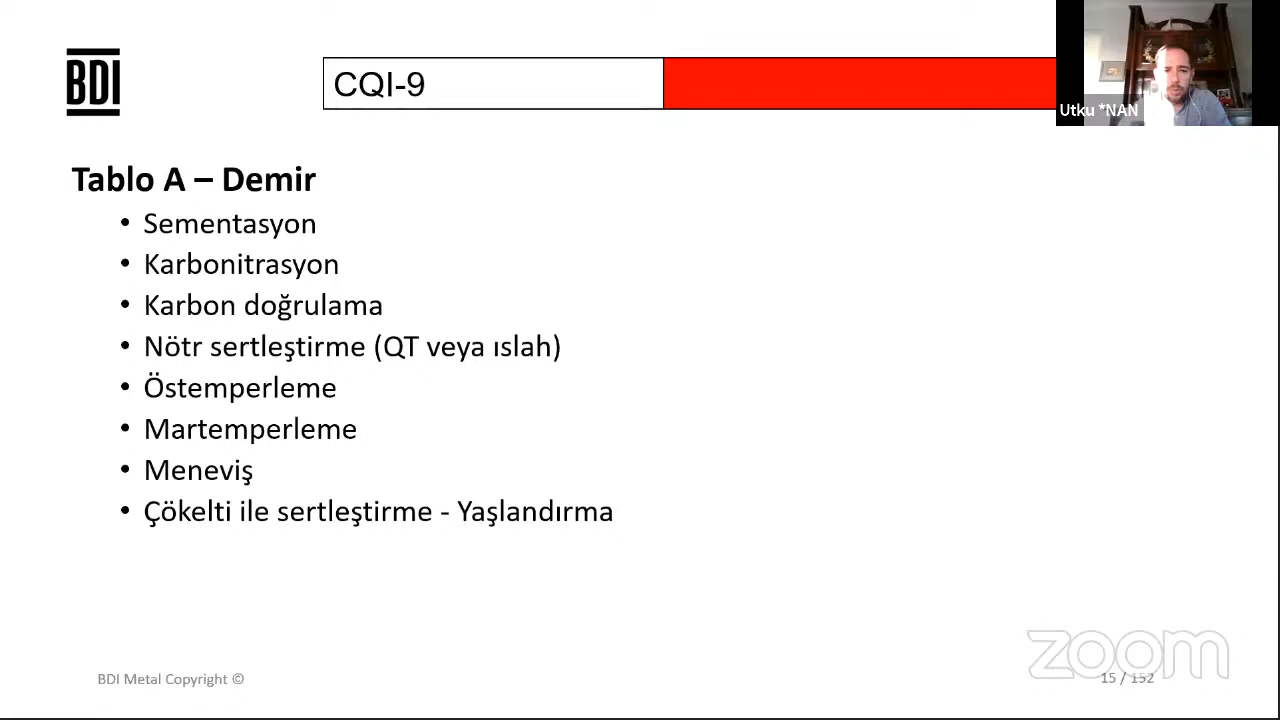 BDI
CQI-9
Utku *NAN
Tablo A – Demir
• Sementasyon
• Karbonitrasyon
• Karbon doğrulama
• Nötr sertleştirme (QT veya ıslah)
• Östemperleme
• Martemperleme
• Meneviş
• Çökelti ile sertleştirme - Yaşlandırma
zoom
BDI Metal Copyright ©
15 / 152